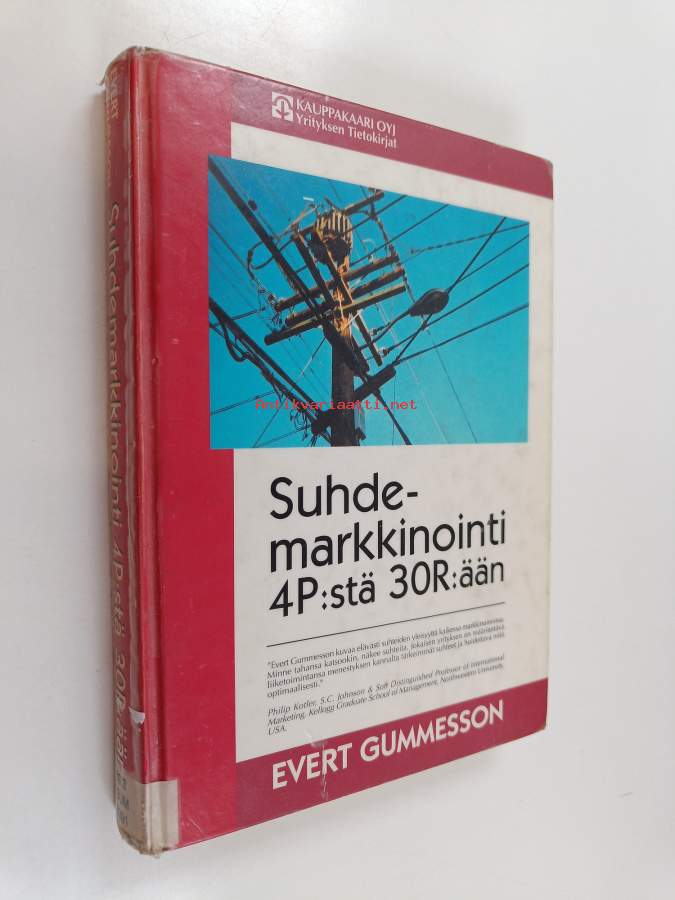 KAUPPAKAARI OYJ
Yrityksen Tietokirjat
antikvariaatti.net
Suhde-
markkinointi
4P:stä 30R:ään
"Evert Gummesson kuvaa elävästi suhteiden yleisyyttä kaikessa markkinoinnissa.
Minne tahansa katsookin, näkee suhteita. Jokaisen yrityksen on määritettävä
liiketoimintansa menestyksen kannalta tärkeimmät suhteet ja hoidettava niitä
optimaalisesti."
Philip Kotler, S.C. Johnson & Soff Distinguished Professor of International
Marketing, Kellogg Graduate School of Management, Northwestern University,
USA.
EVERT GUMMESSON
EVERT
Suhdemarkkinointi 4P:stä 30R:ään